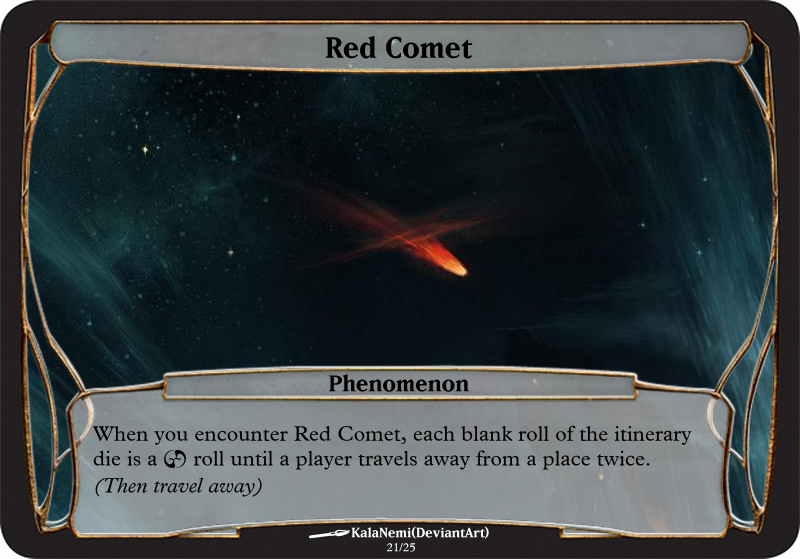 Red Comet
Phenomenon
When you encounter Red Comet, each blank roll of the itinerary
die is a roll until a player travels away from a place twice.
(Then travel away)
KalaNemi(DeviantArt)
21/25